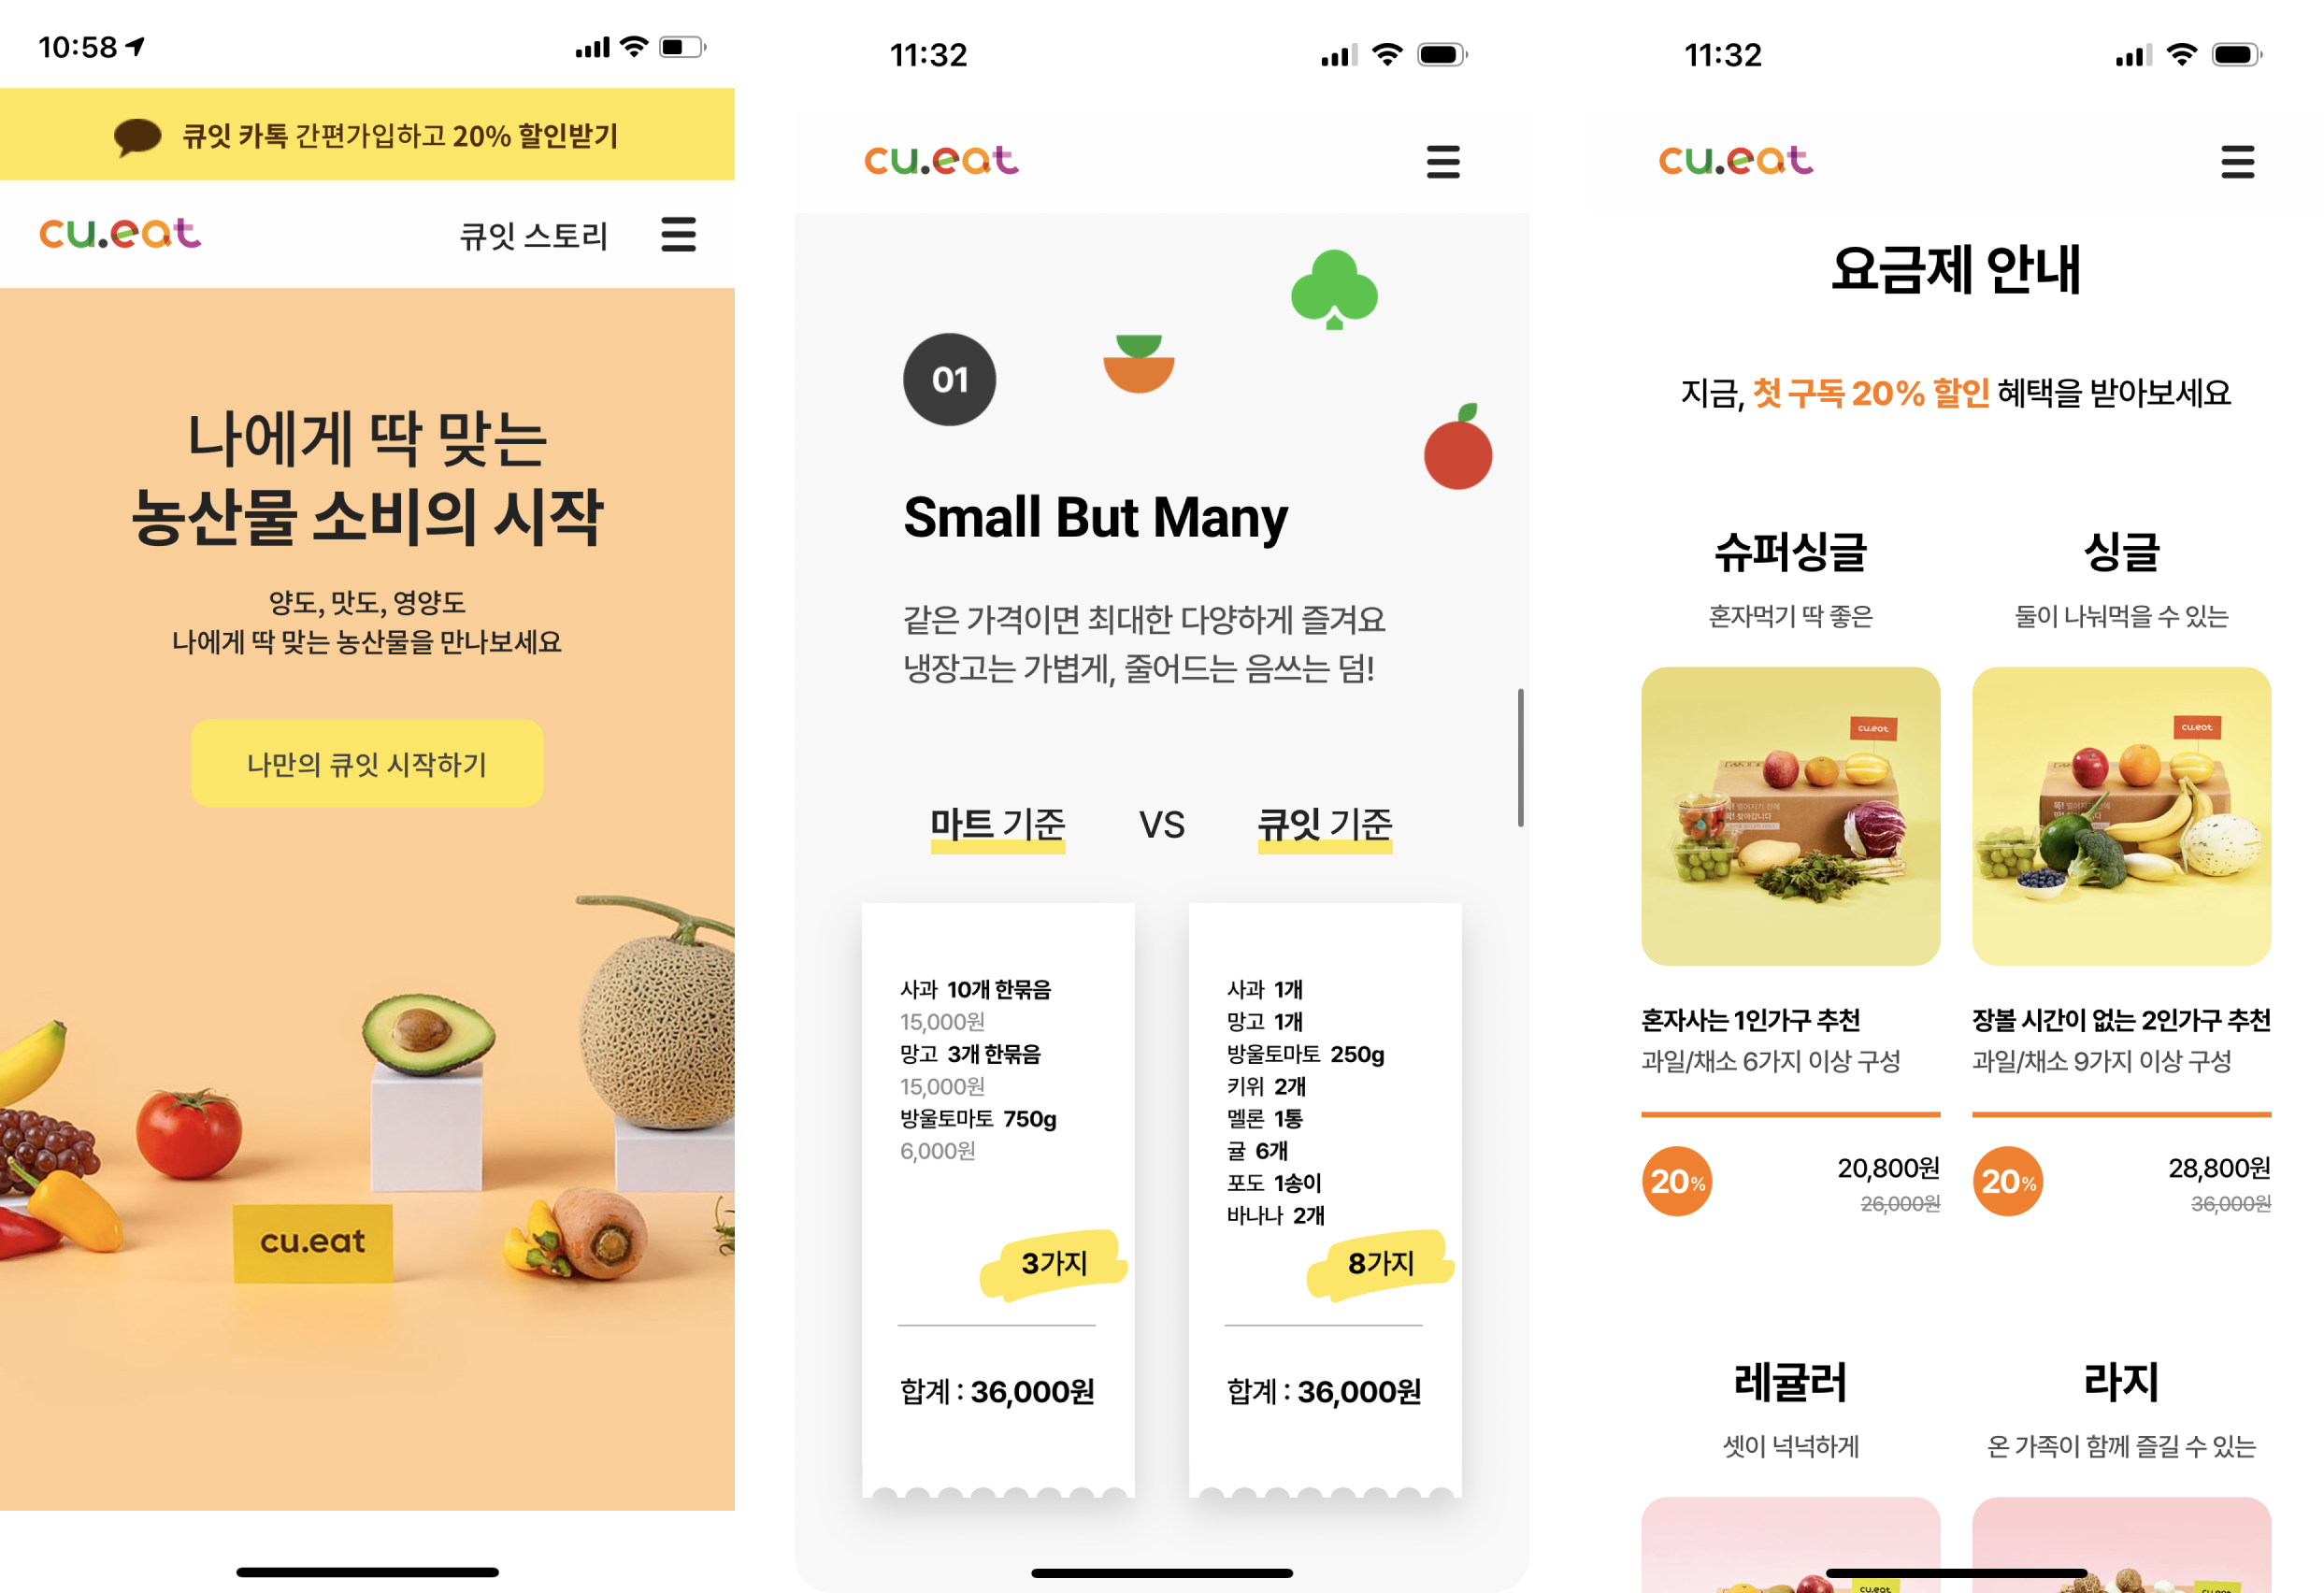 10:58
큐잇 카톡 간편가입하고 20% 할인받기
cu.eat
큐잇 스토리
나에게 딱 맞는
농산물 소비의 시작
양도, 맛도, 영양도
나에게 딱 맞는 농산물을 만나보세요
나만의 큐잇 시작하기
cu.eat
11:32
cu.eat
01
Small But Many
같은 가격이면 최대한 다양하게 즐겨요
냉장고는 가볍게, 줄어드는 음쓰는 덤!
마트 기준 VS 큐잇 기준
사과 10개 한묶음
15,000원
망고 3개 한묶음
15,000원
방울토마토 750g
6,000원
3가지
합계 : 36,000원
사과 1개
망고 1개
방울토마토 250g
키위 2개
멜론 1통
귤 6개
포도 1송이
바나나 2개
8가지
합계 : 36,000원
11:32
cu.eat
요금제 안내
지금, 첫 구독 20% 할인 혜택을 받아보세요
슈퍼싱글
혼자먹기 딱 좋은
cu.eat
혼자사는 1인가구 추천
과일/채소 6가지 이상 구성
20%
20,800원
26,000원
싱글
둘이 나눠먹을 수 있는
cu.eat
장볼 시간이 없는 2인가구 추천
과일/채소 9가지 이상 구성
20%
28,800원
36,000원
레귤러
셋이 넉넉하게
cu.eat
라지
온 가족이 함께 즐길 수 있는